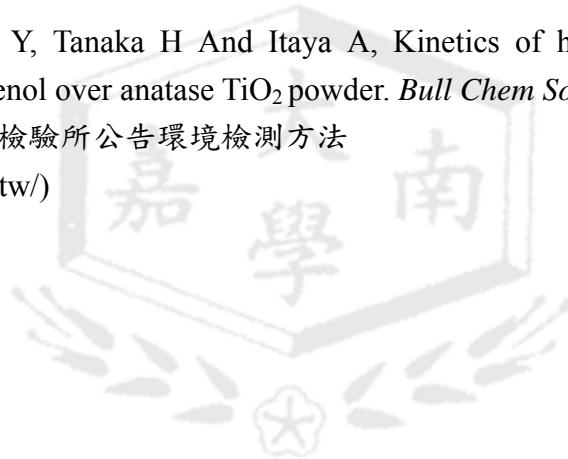 Y, Tanaka H And Itaya A, Kinetics of h
enol over anatase TiO₂ powder. Bull Chem So
檢驗所公告環境檢測方法
tw/)
大
嘉 南
學